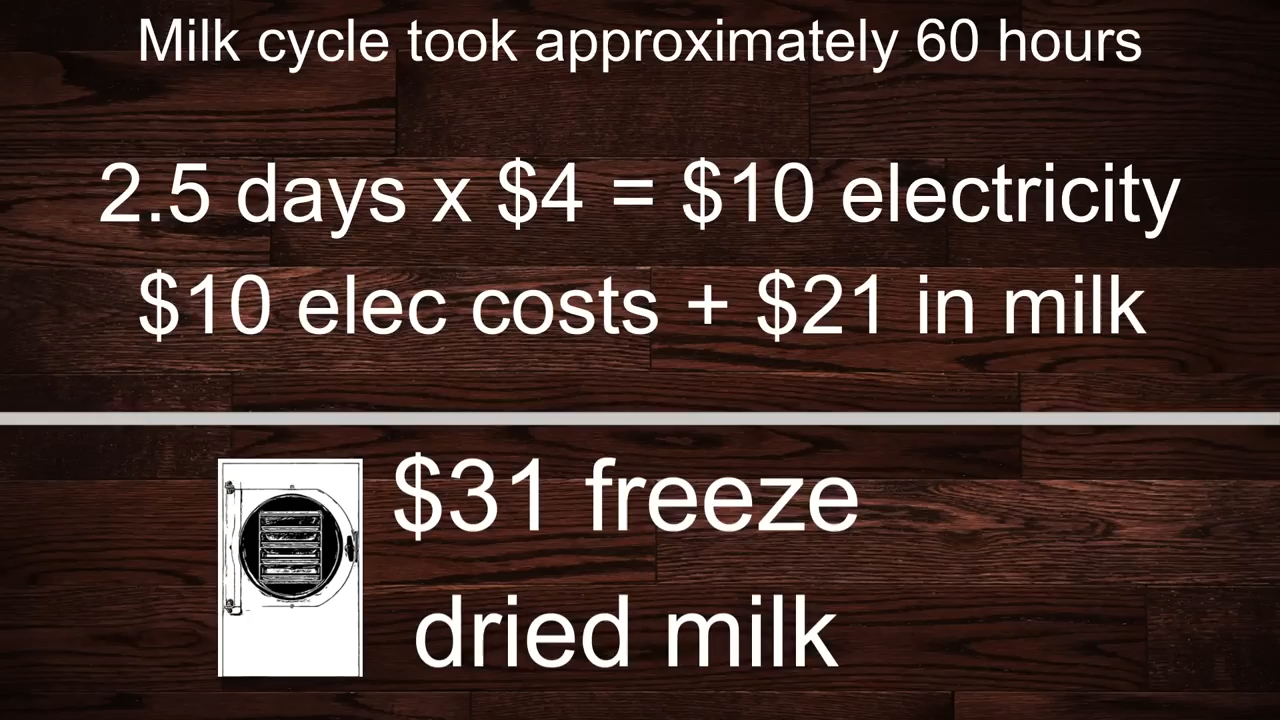 Milk cycle took approximately 60 hours
2.5 days x $4 = $10 electricity
$10 elec costs + $21 in milk
$31 freeze
dried milk